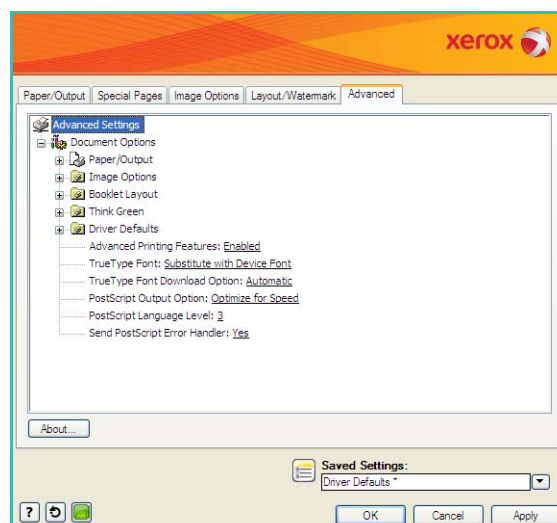 xerox
Paper/Output Special Pages Image Options Layout/Watermark Advanced
Advanced Settings
Document Options
Paper/Output
Image Options
Booklet Layout
Think Green
Driver Defaults
Advanced Printing Features: Enabled
TrueType Font: Substitute with Device Font
TrueType Font Download Option: Automatic
PostScript Output Option: Optimize for Speed
PostScript Language Level: 3
Send PostScript Error Handler: Yes
About...
Saved Settings:
Driver Defaults *
? OK Cancel Apply